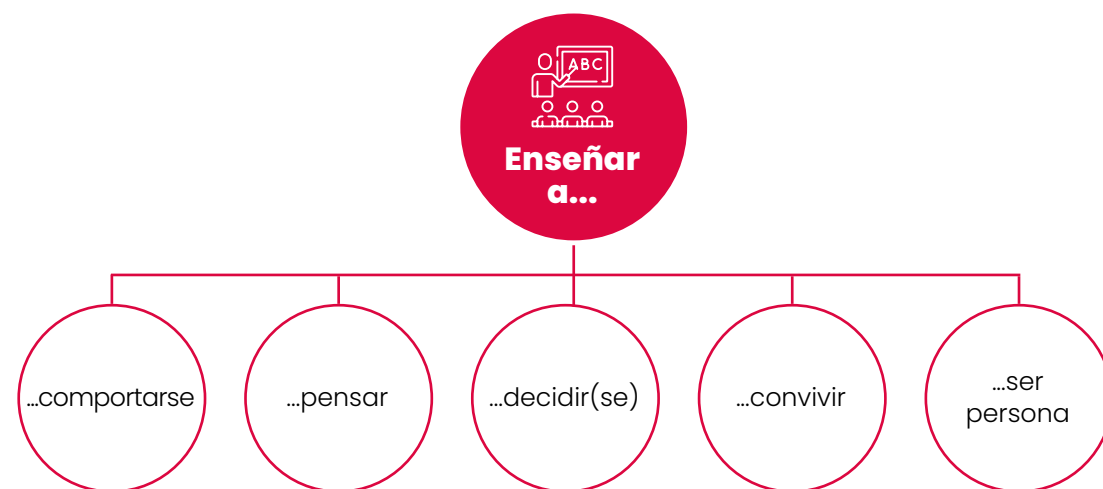 ABC
Enseñar
a...
...comportarse
...pensar
...decidir(se)
...convivir
...ser
persona